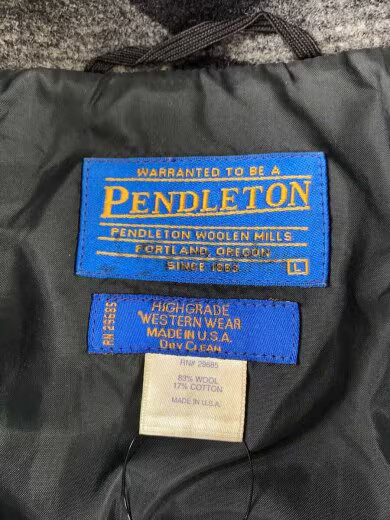 WARRANTED TO BE A
PENDLETON
PENDLETON WOOLEN MILLS
PORTLAND, OREGON
SINCE 1863
L
RN 29685
HIGHGRADE
WESTERN WEAR
MADE IN U.S.A.
DRY CLEAN
RN# 29685
83% WOOL
17% COTTON
MADE IN U.S.A.